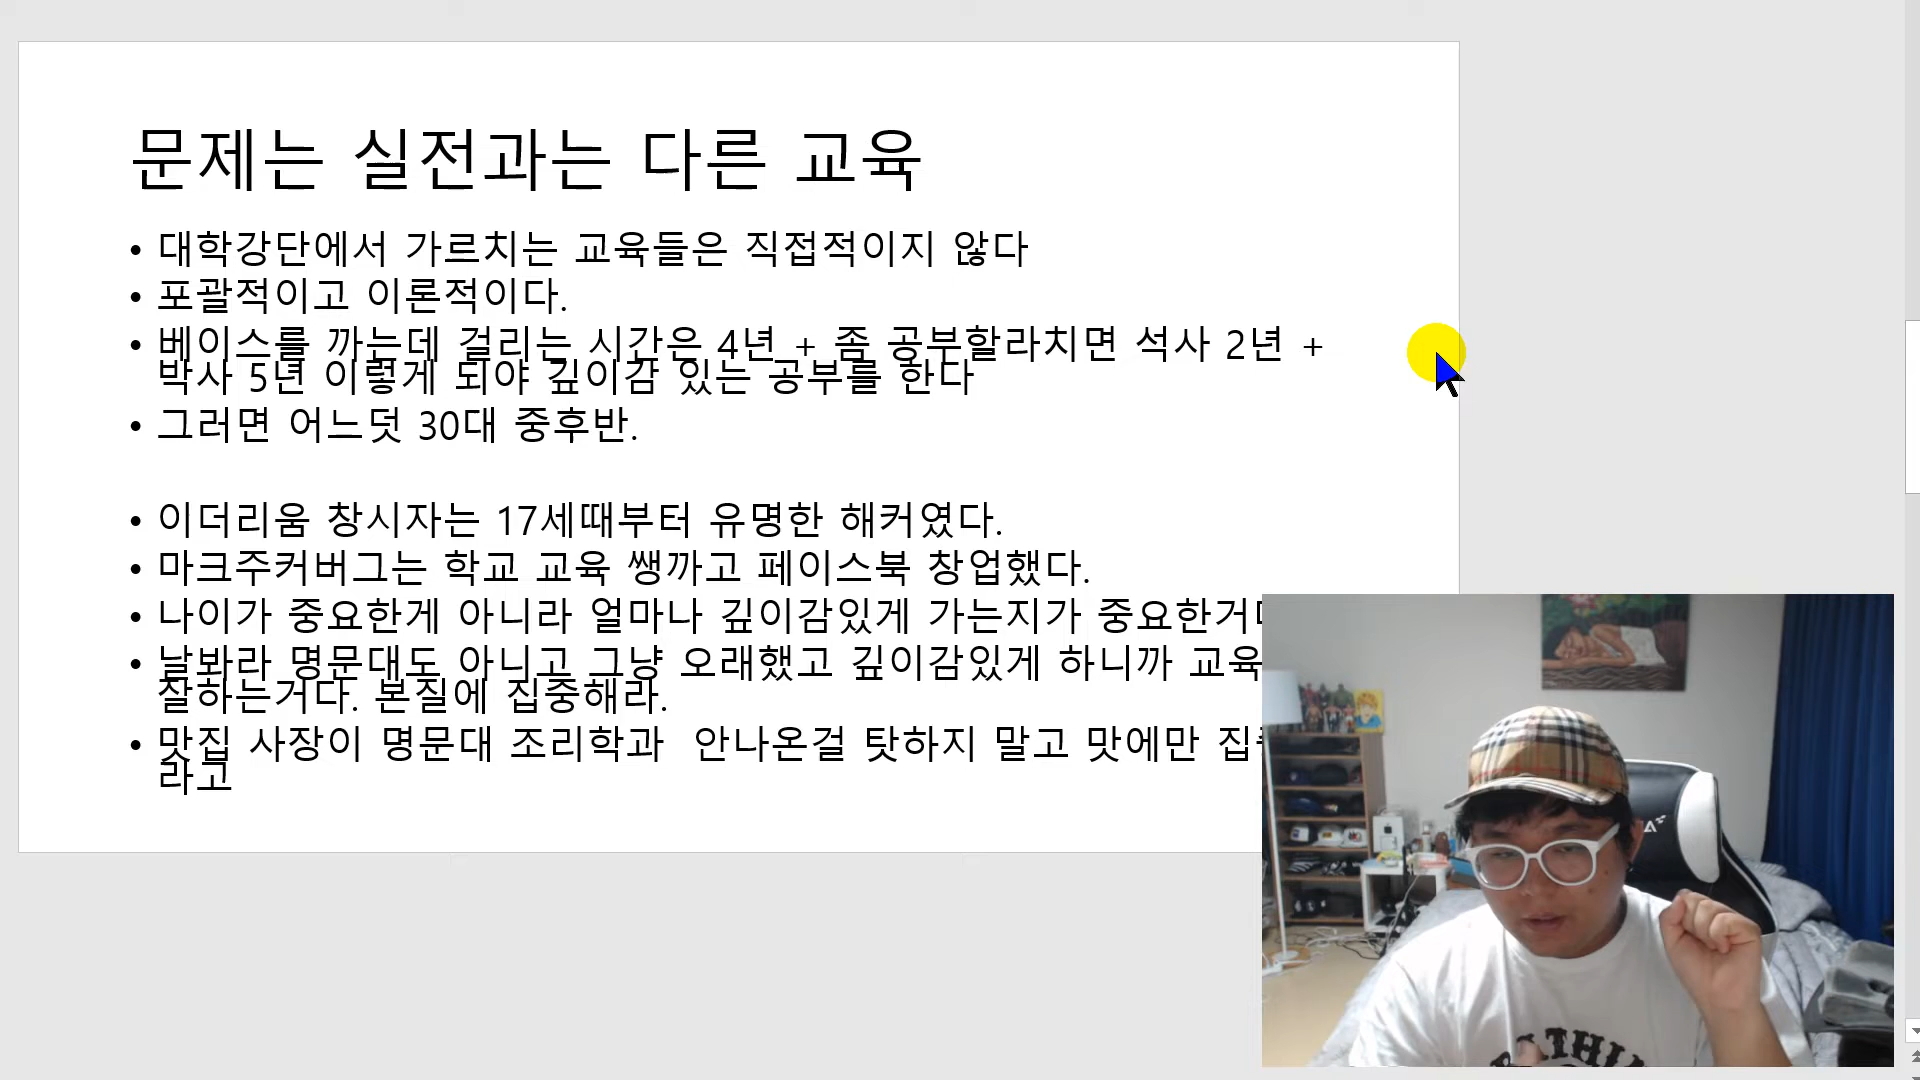 문제는 실전과는 다른 교육
• 대학강단에서 가르치는 교육들은 직접적이지 않다
• 포괄적이고 이론적이다.
• 베이스를 까는데 걸리는 시간은 4년 + 좀 공부할라치면 석사 2년 +
박사 5년 이렇게 되야 깊이감 있는 공부를 한다
• 그러면 어느덧 30대 중후반.
• 이더리움 창시자는 17세때부터 유명한 해커였다.
• 마크주커버그는 학교 교육 쌩까고 페이스북 창업했다.
• 나이가 중요한게 아니라 얼마나 깊이감있게 가는지가 중요한거
• 날봐라 명문대도 아니고 그냥 오래했고 깊이감있게 하니까 교육
잘하는거다. 본질에 집중해라.
• 맛집 사장이 명문대 조리학과 안나온걸 탓하지 말고 맛에만
라고